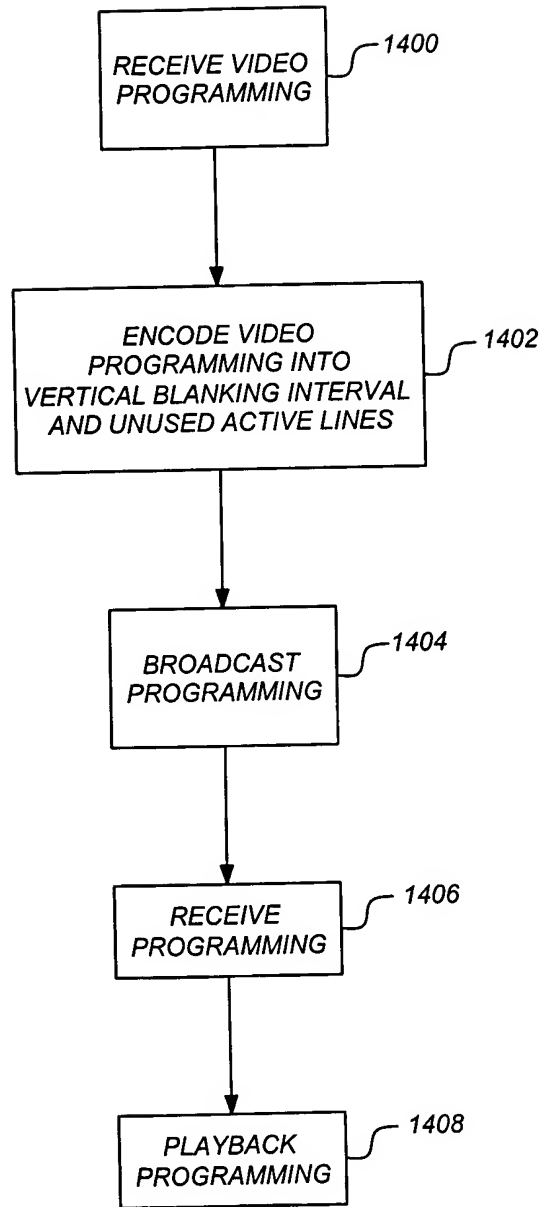 RECEIVE VIDEO
PROGRAMMING
1400
ENCODE VIDEO
PROGRAMMING INTO
VERTICAL BLANKING INTERVAL
AND UNUSED ACTIVE LINES
1402
BROADCAST
PROGRAMMING
1404
RECEIVE
PROGRAMMING
1406
PLAYBACK
PROGRAMMING
1408